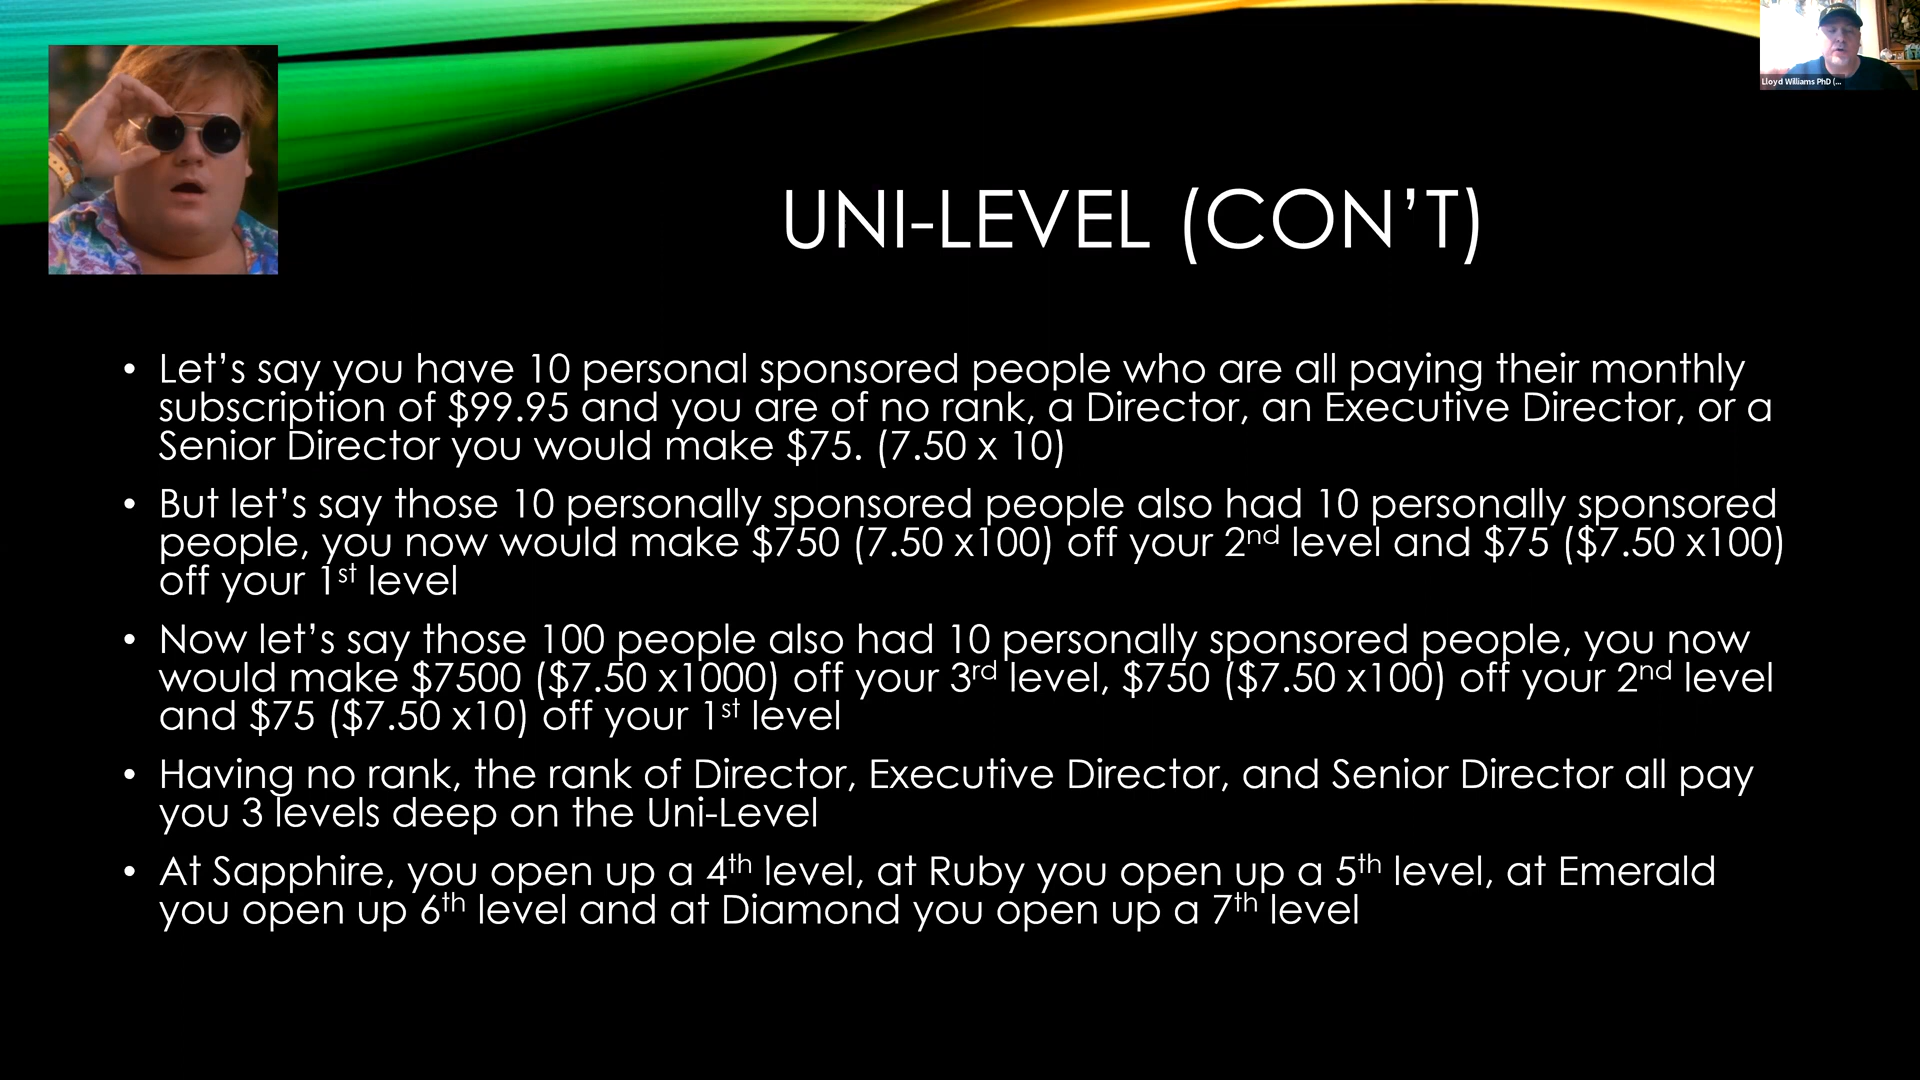 Lloyd Williams PhD (...
UNI-LEVEL (CON’T)
• Let’s say you have 10 personal sponsored people who are all paying their monthly
subscription of $99.95 and you are of no rank, a Director, an Executive Director, or a
Senior Director you would make $75. (7.50 x 10)
• But let’s say those 10 personally sponsored people also had 10 personally sponsored
people, you now would make $750 (7.50 x100) off your 2nd level and $75 ($7.50 x100)
off your 1st level
• Now let’s say those 100 people also had 10 personally sponsored people, you now
would make $7500 ($7.50 x1000) off your 3rd level, $750 ($7.50 x100) off your 2nd level
and $75 ($7.50 x10) off your 1st level
• Having no rank, the rank of Director, Executive Director, and Senior Director all pay
you 3 levels deep on the Uni-Level
• At Sapphire, you open up a 4th level, at Ruby you open up a 5th level, at Emerald
you open up 6th level and at Diamond you open up a 7th level